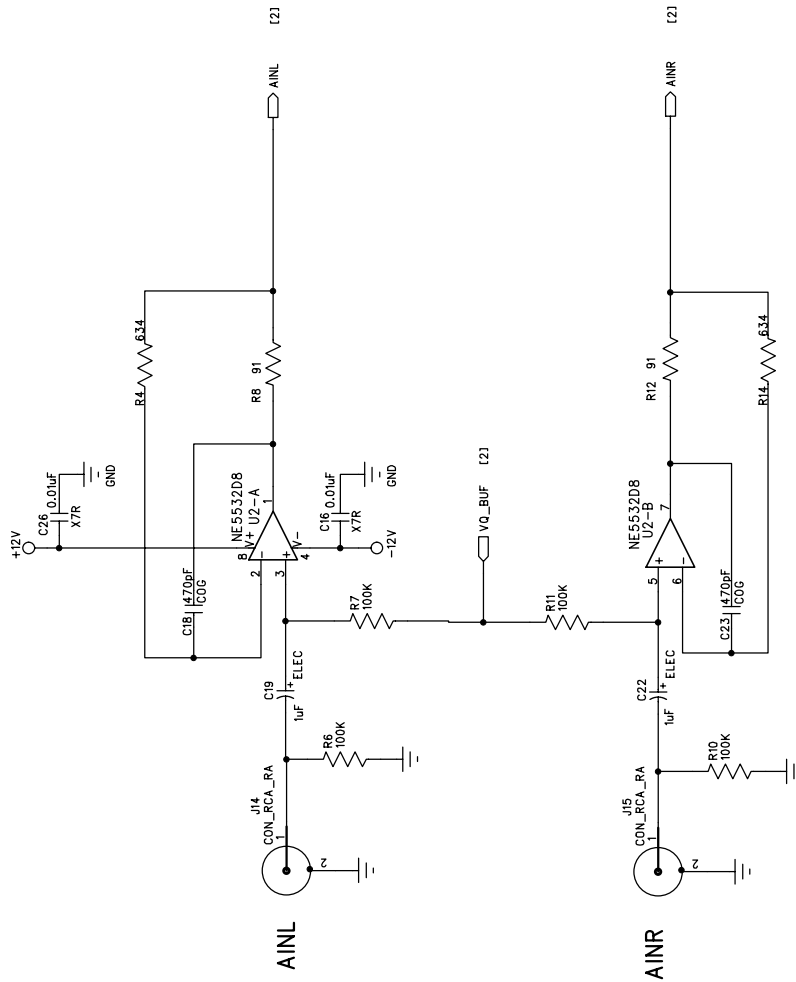 [2]
AINL
634
R4
91
R8
+12V
C26
0.01uF
X7R
GND
NE5532D8
U2-A
8
V+
2
-
3
+
1
4
V-
C16
0.01uF
X7R
GND
-12V
C18
470pF
COG
C19
+
ELEC
1uF
R7
100K
VQ_BUF
[2]
R6
100K
J14
CON_RCA_RA
1
2
AINL
[2]
AINR
R12
91
634
R14
NE5532D8
U2-B
5
+
6
-
7
C23
470pF
COG
R11
100K
C22
+
ELEC
1uF
R10
100K
J15
CON_RCA_RA
1
2
AINR